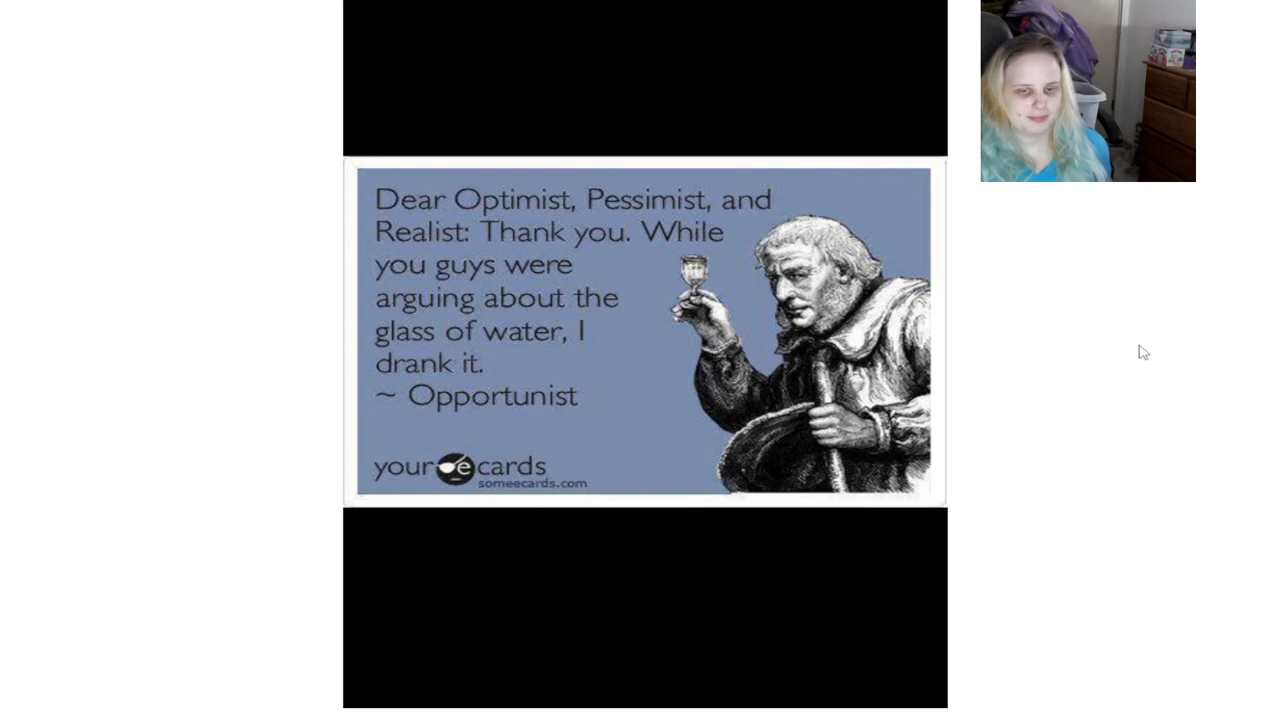 Dear Optimist, Pessimist, and
Realist: Thank you. While
you guys were
arguing about the
glass of water, I
drank it.
~ Opportunist
your e cards
someecards.com